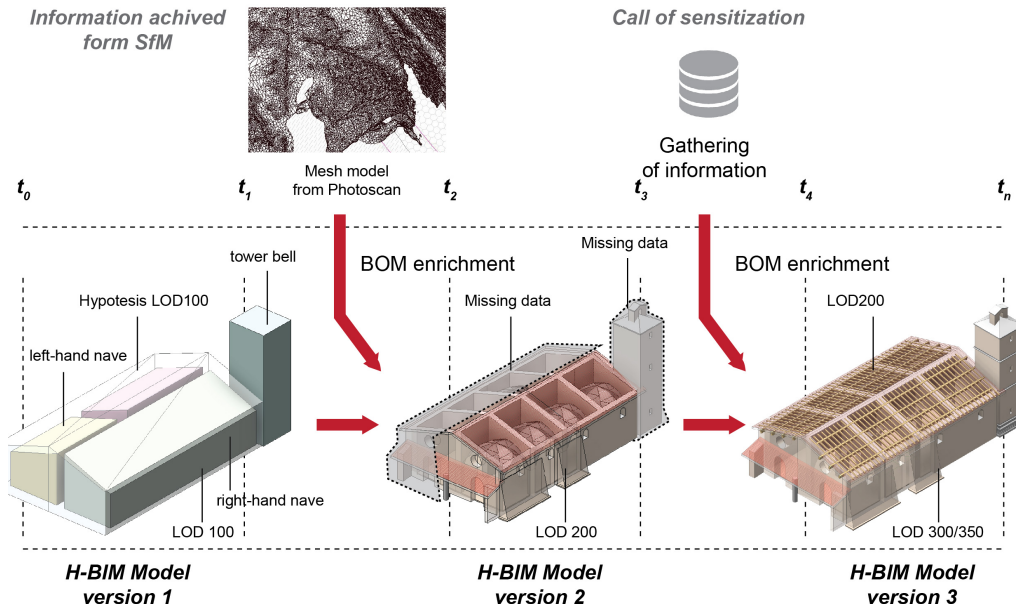 Information achived
form SfM
Call of sensitization
Mesh model
from Photoscan
Gathering
of information
t0
t1
t2
t3
t4
tn
tower bell
BOM enrichment
Missing data
BOM enrichment
Hypotesis LOD100
Missing data
LOD200
left-hand nave
right-hand nave
LOD 100
LOD 200
LOD 300/350
H-BIM Model
version 1
H-BIM Model
version 2
H-BIM Model
version 3